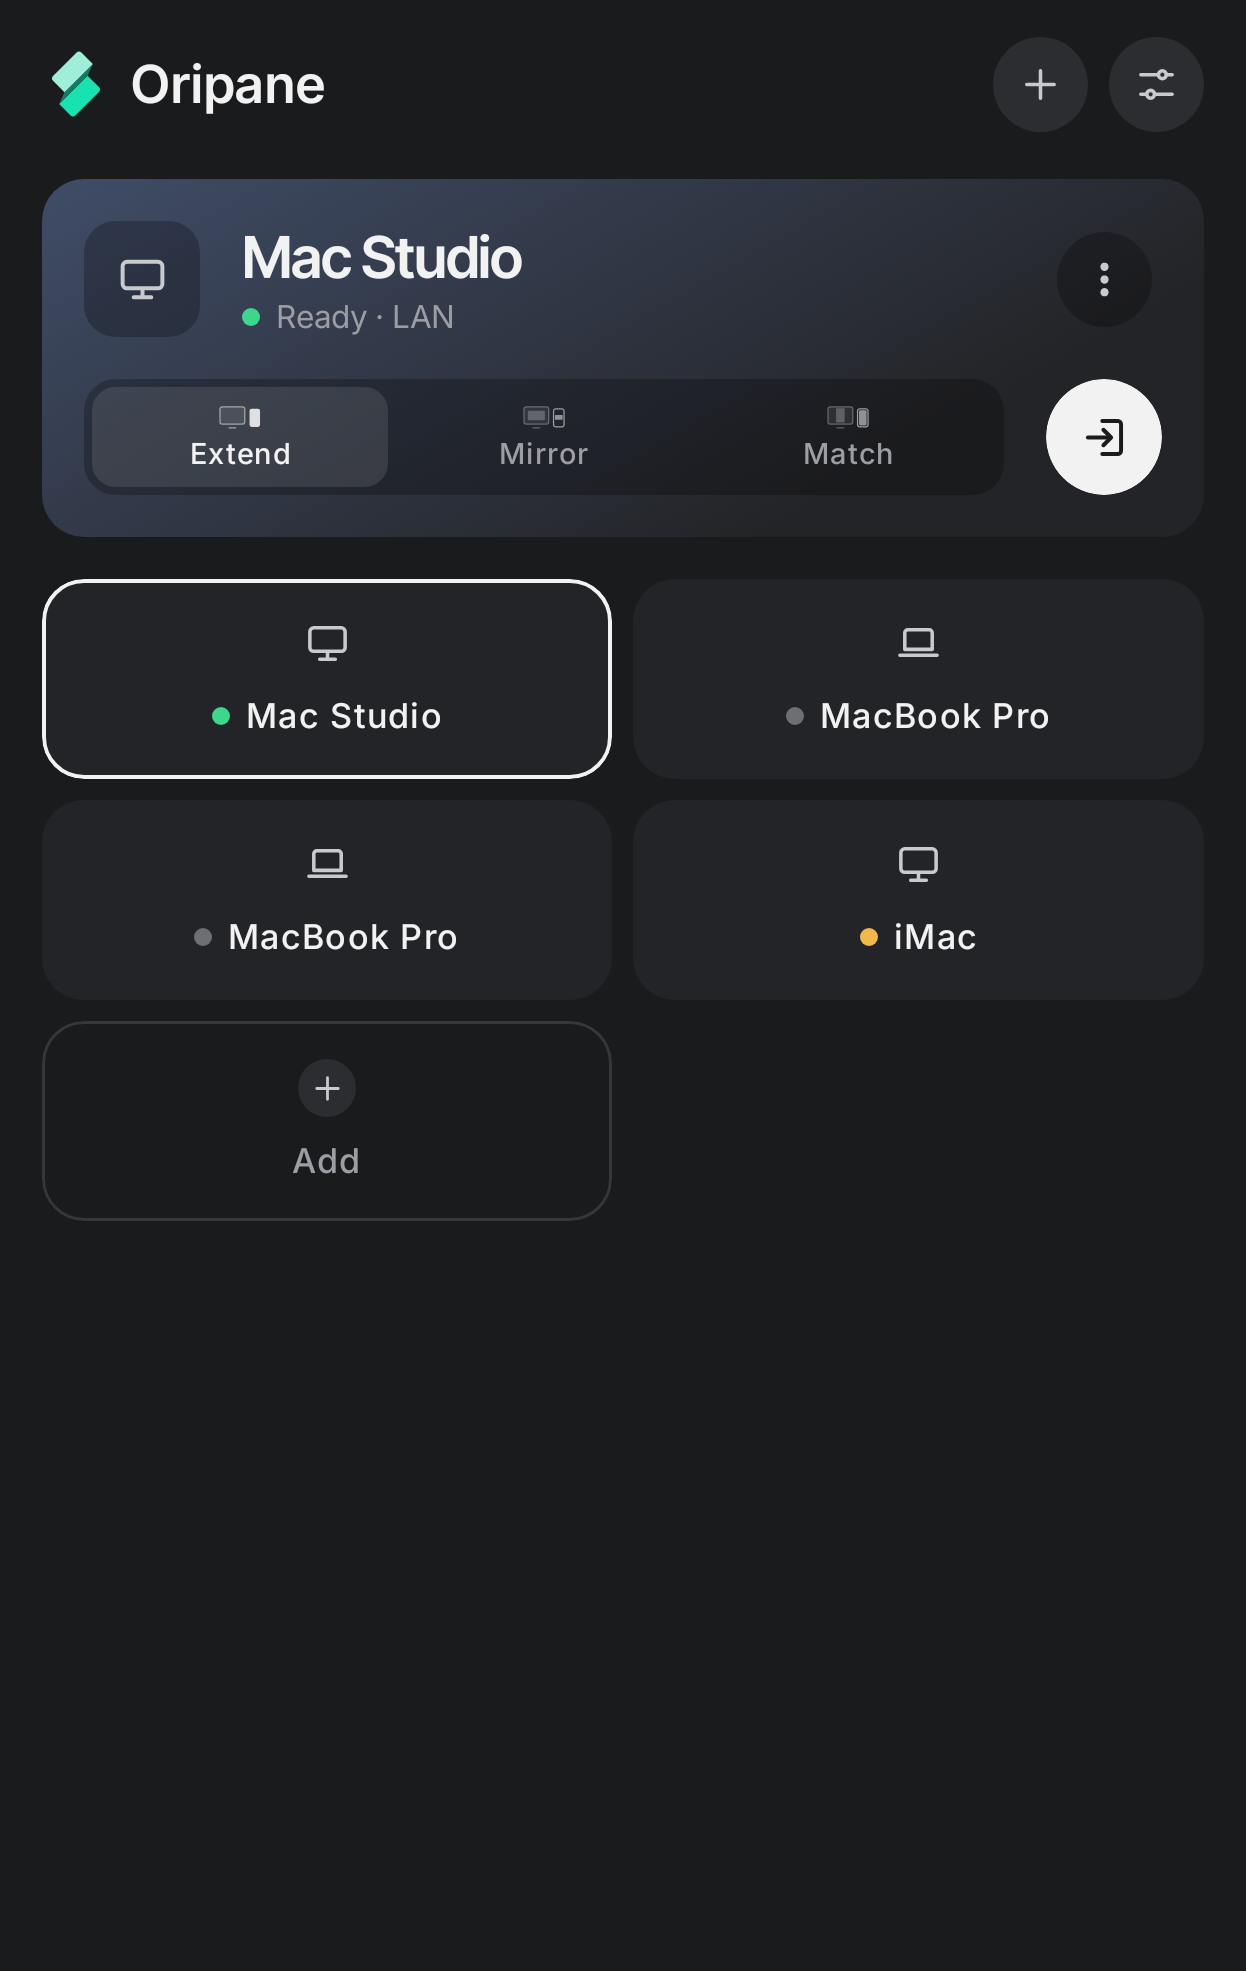 Oripane
Mac Studio
Ready · LAN
Extend
Mirror
Match
Mac Studio
MacBook Pro
MacBook Pro
iMac
Add